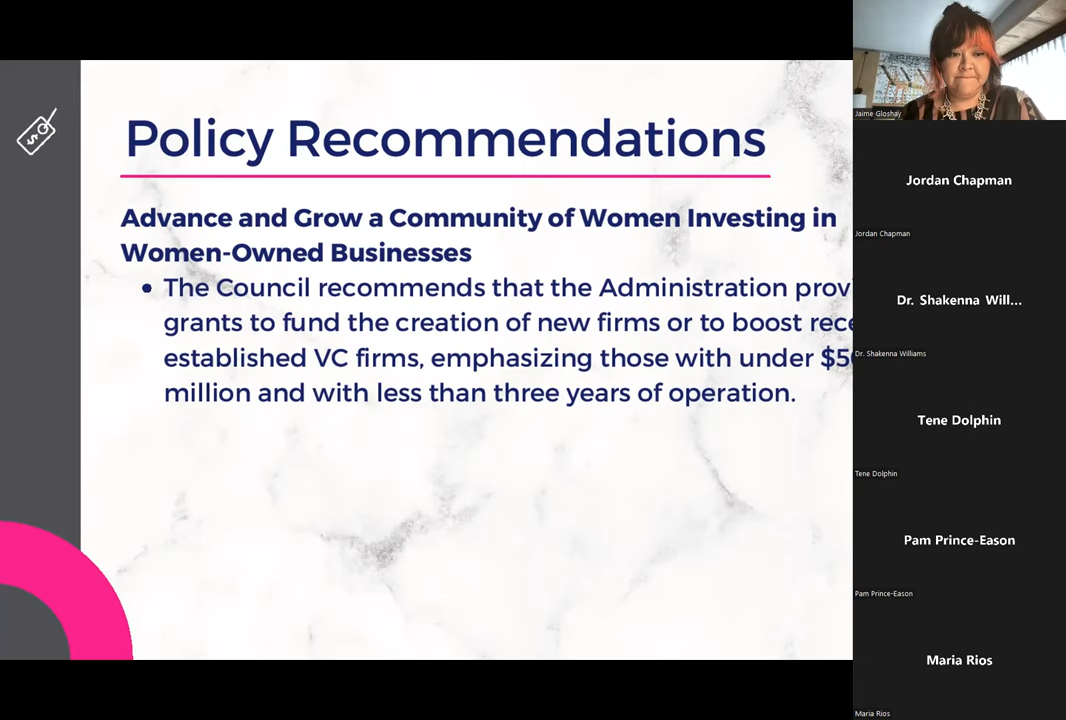 Policy Recommendations
Advance and Grow a Community of Women Investing in
Women-Owned Businesses
• The Council recommends that the Administration
grants to fund the creation of new firms or to boost
established VC firms, emphasizing those with under
million and with less than three years of operation.
Jaime Gloshay
Jordan Chapman
Jordan Chapman
Dr. Shakenna Will...
Dr. Shakenna Williams
Tene Dolphin
Tene Dolphin
Pam Prince-Eason
Pam Prince-Eason
Maria Rios
Maria Rios